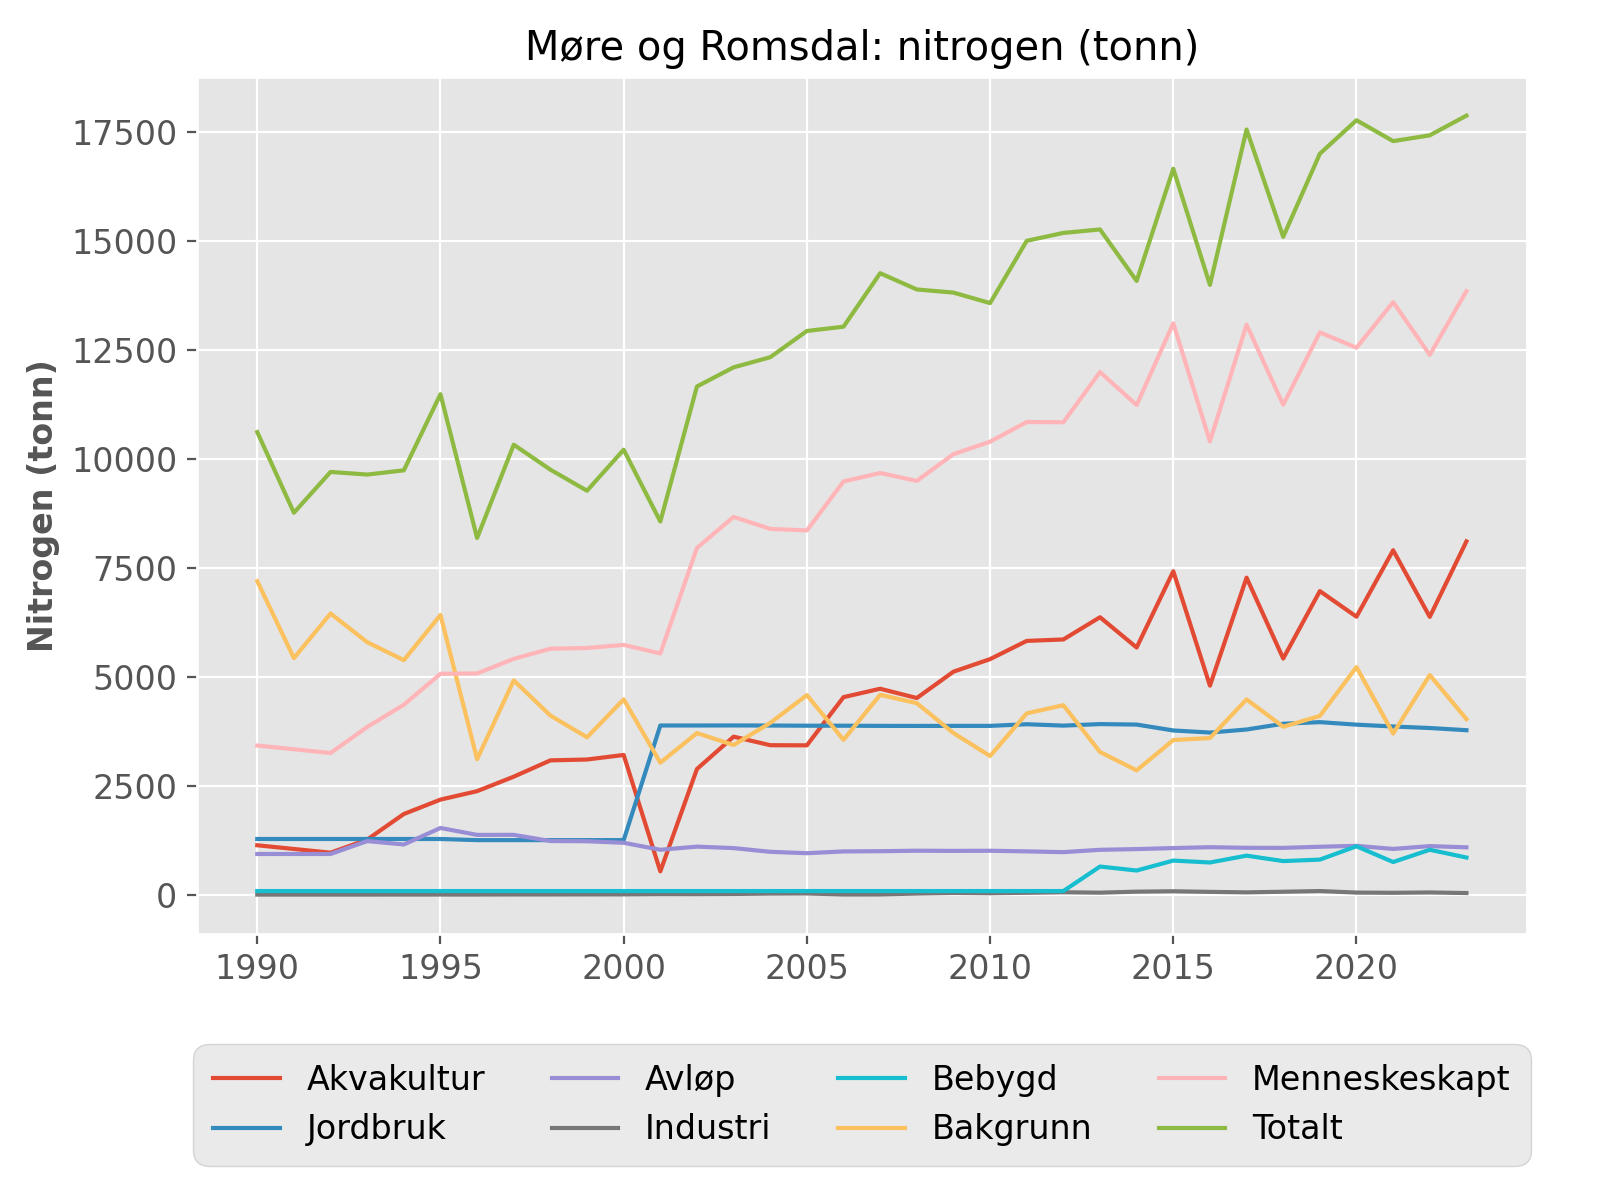 Møre og Romsdal: nitrogen (tonn)
Nitrogen (tonn)
17500
15000
12500
10000
7500
5000
2500
0
1990 1995 2000 2005 2010 2015 2020
Akvakultur Avløp Bebygd Menneskeskapt
Jordbruk Industri Bakgrunn Totalt